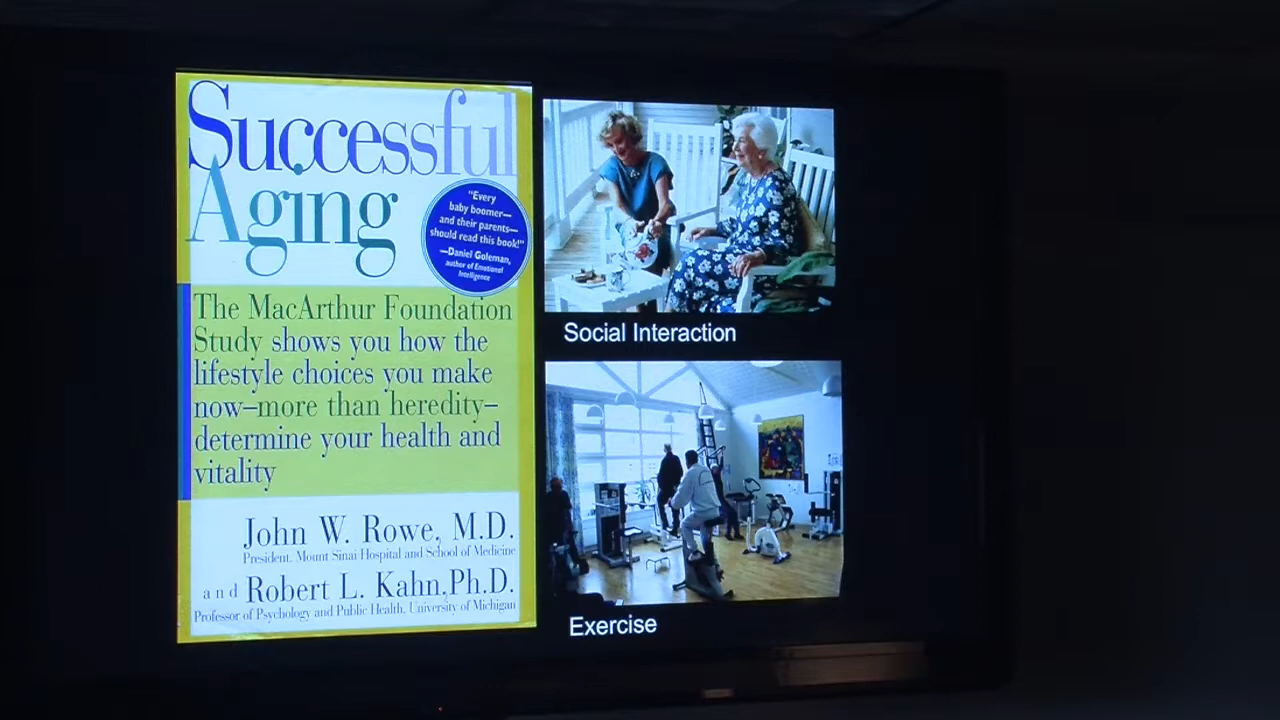 Successful
Aging
"Every
baby boomer—
and their parents—
should read this book!"
—Daniel Goleman,
author of Emotional
Intelligence
The MacArthur Foundation
Study shows you how the
lifestyle choices you make
now—more than heredity—
determine your health and
vitality
John W. Rowe, M.D.
President, Mount Sinai Hospital and School of Medicine
and Robert L. Kahn, Ph.D.
Professor of Psychology and Public Health, University of Michigan
Social Interaction
Exercise